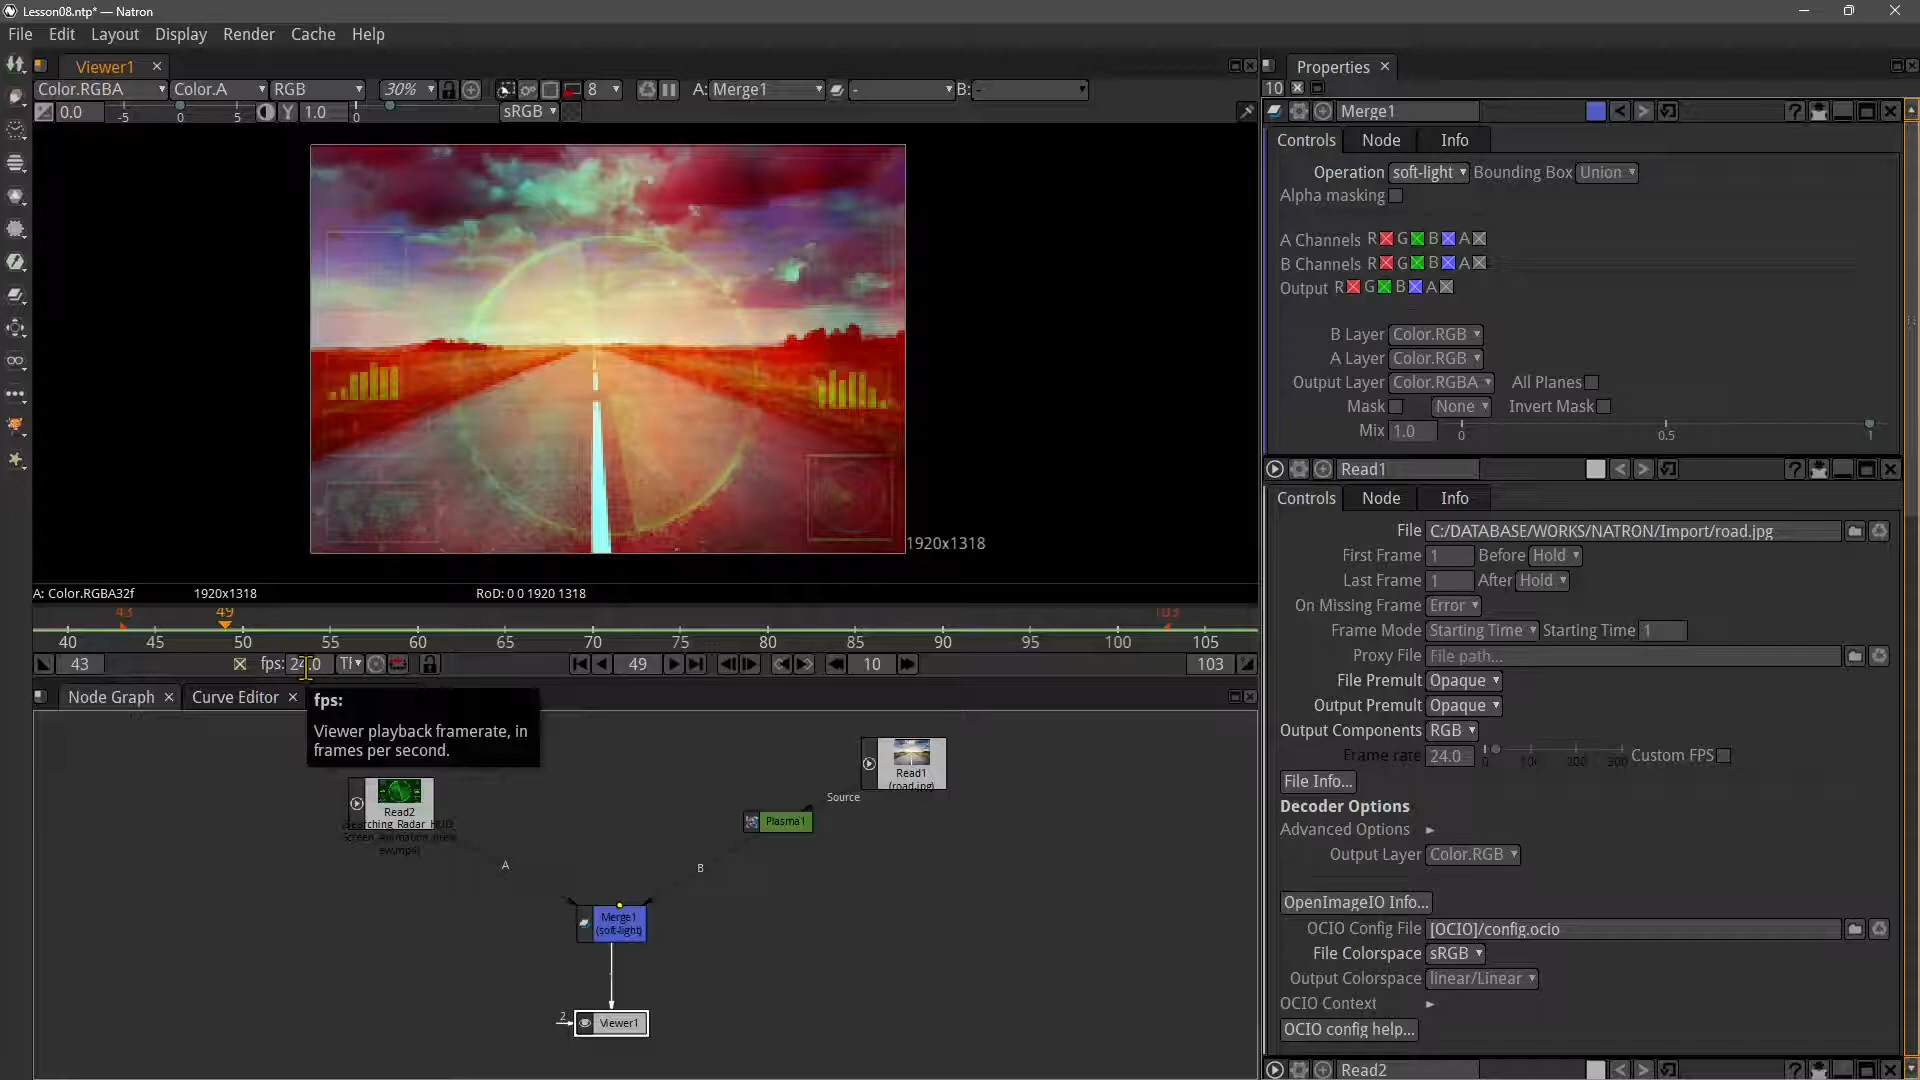 Lesson08.ntp* — Natron
File Edit Layout Display Render Cache Help
Viewer1
Color.RGBA Color.A RGB 30% 8 A: Merge1 - B: -
0.0 -5 0 5 Y 1.0 0 sRGB
1920x1318
A: Color.RGBA32f 1920x1318 RoD: 0 0 1920 1318
43 49 103
40 45 50 55 60 65 70 75 80 85 90 95 100 105
43 fps: 24.0 49 10 103
Node Graph Curve Editor
fps:
Viewer playback framerate, in
frames per second.
Read1
(road.jpg)
Source
Read2
Searching_Radar_HUD_
Plasma1
A
B
Merge1
(soft-light)
2
Viewer1
Properties
10
Merge1
Controls Node Info
Operation soft-light Bounding Box Union
Alpha masking
A Channels R G B A
B Channels R G B A
Output R G B A
B Layer Color.RGB
A Layer Color.RGB
Output Layer Color.RGBA All Planes
Mask None Invert Mask
Mix 1.0 0 0.5 1
Read1
Controls Node Info
File C:/DATABASE/WORKS/NATRON/Import/road.jpg
First Frame 1 Before Hold
Last Frame 1 After Hold
On Missing Frame Error
Frame Mode Starting Time Starting Time 1
Proxy File File path...
File Premult Opaque
Output Premult Opaque
Output Components RGB
Frame rate 24.0 0 100 200 300 Custom FPS
File Info...
Decoder Options
Advanced Options
Output Layer Color.RGB
OpenImageIO Info...
OCIO Config File [OCIO]/config.ocio
File Colorspace sRGB
Output Colorspace linear/Linear
OCIO Context
OCIO config help...
Read2